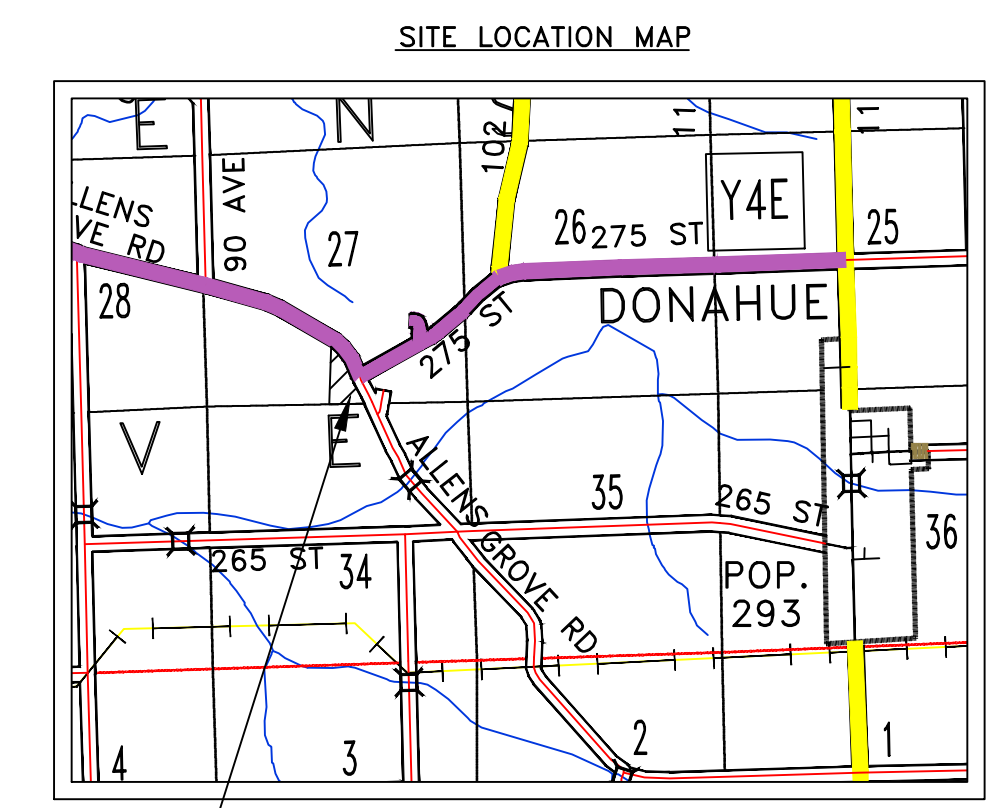 SITE LOCATION MAP
E
N
102
11
11
90 AVE
Y4E
LLENS
VE RD
27
26
275 ST
25
28
DONAHUE
275 ST
V
E
ALLENS GROVE RD
35
265 ST
36
265 ST
34
POP.
293
4
3
2
1